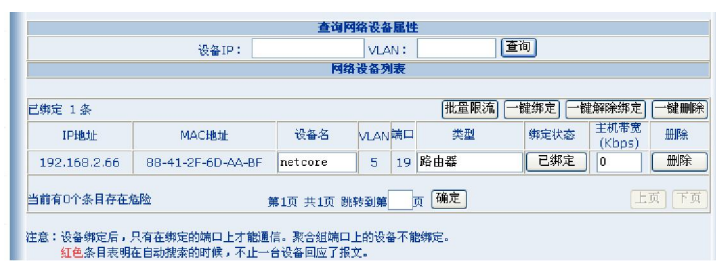 查询网络设备属性
设备IP： VLAN： 查询
网络设备列表
已绑定 1 条 批量限流 一键绑定 一键解除绑定 一键删除
IP地址 MAC地址 设备名 VLAN 端口 类型 绑定状态 主机带宽(Kbps) 删除
192.168.2.66 88-41-2F-6D-AA-BF netcore 5 19 路由器 已绑定 0 删除
当前有0个条目存在危险 第1页 共1页 跳转到第 页 确定 上页 下页
注意：设备绑定后，只有在绑定的端口上才能通信。聚合组端口上的设备不能绑定。
红色条目表明在自动搜索的时候，不止一台设备回应了报文。